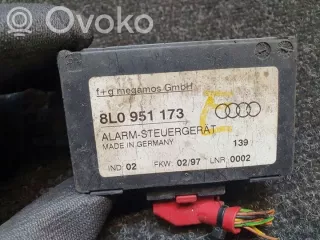 Ovoko
f+g megamos GmbH
8L0 951 173
E
ALARM-STEUERGERÄT
MADE IN GERMANY 139
IND: 02 FKW: 02/97 LNR. 0002
Ovoko